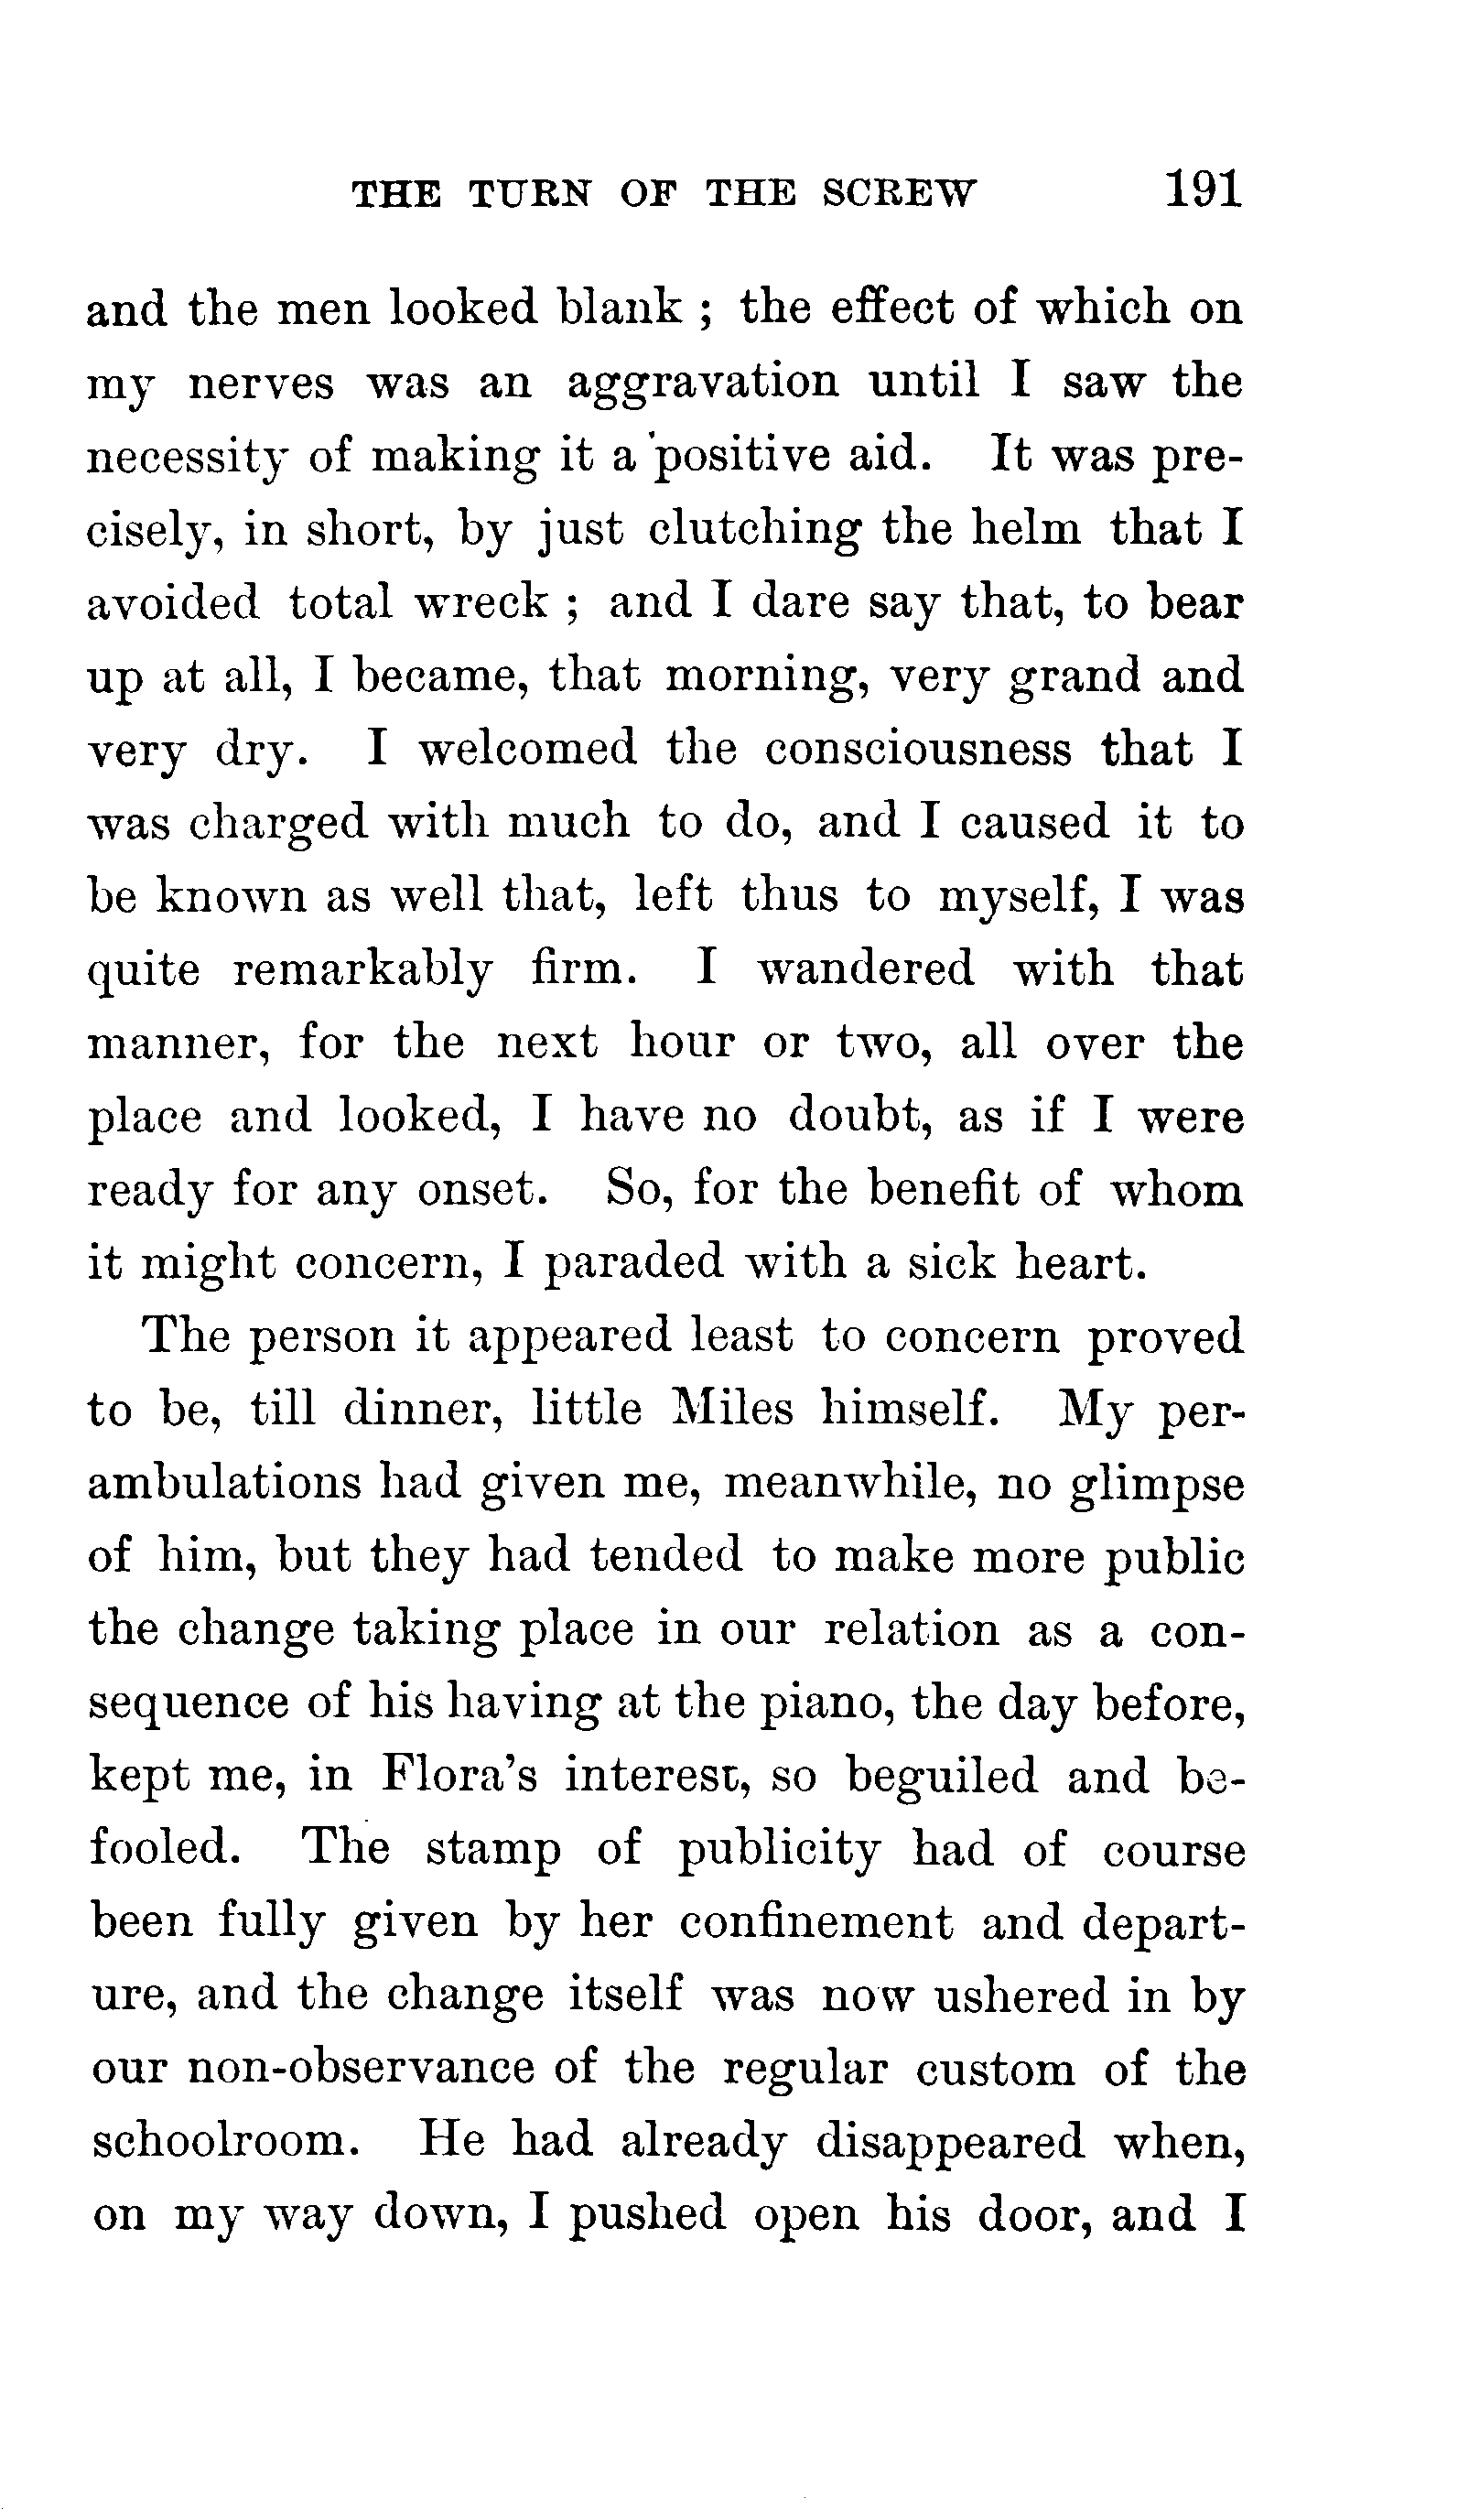 THE TURN OF THE SCREW 191
and the men looked blank ; the effect of which on
my nerves was an aggravation until I saw the
necessity of making it a positive aid. It was pre-
cisely, in short, by just clutching the helm that I
avoided total wreck ; and I dare say that, to bear
up at all, I became, that morning, very grand and
very dry. I welcomed the consciousness that I
was charged with much to do, and I caused it to
be known as well that, left thus to myself, I was
quite remarkably firm. I wandered with that
manner, for the next hour or two, all over the
place and looked, I have no doubt, as if I were
ready for any onset. So, for the benefit of whom
it might concern, I paraded with a sick heart.
The person it appeared least to concern proved
to be, till dinner, little Miles himself. My per-
ambulations had given me, meanwhile, no glimpse
of him, but they had tended to make more public
the change taking place in our relation as a con-
sequence of his having at the piano, the day before,
kept me, in Flora's interest, so beguiled and be-
fooled. The stamp of publicity had of course
been fully given by her confinement and depart-
ure, and the change itself was now ushered in by
our non-observance of the regular custom of the
schoolroom. He had already disappeared when,
on my way down, I pushed open his door, and I